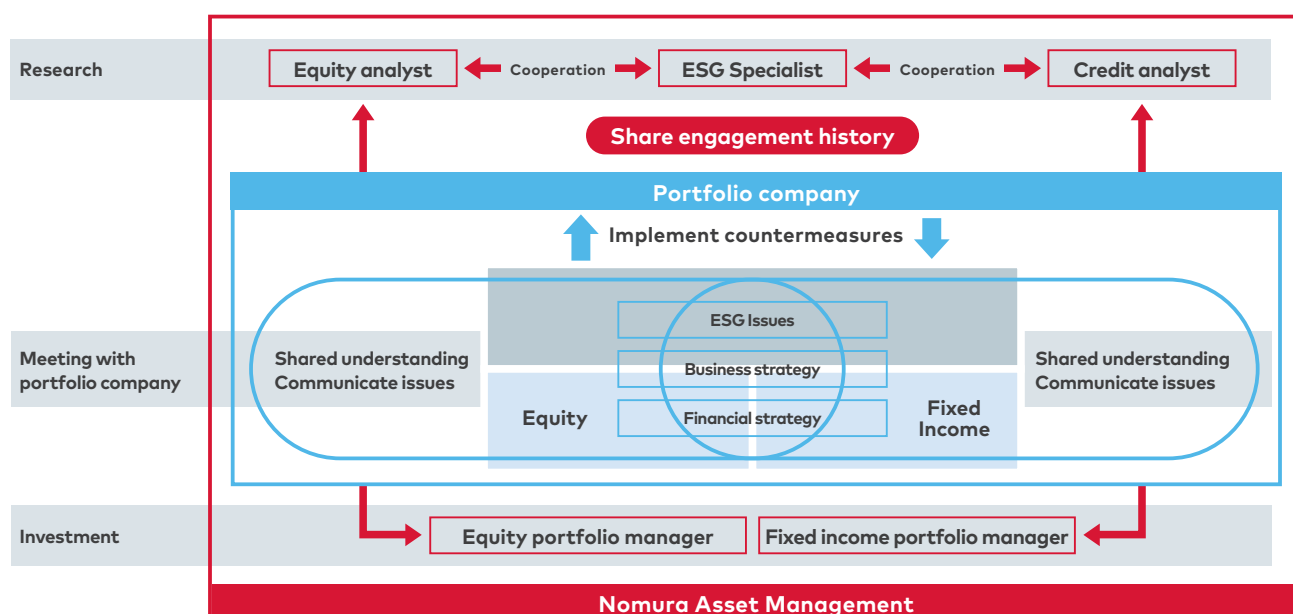 Research
Equity analyst
Cooperation
ESG Specialist
Cooperation
Credit analyst
Share engagement history
Portfolio company
Implement countermeasures
ESG Issues
Meeting with
portfolio company
Shared understanding
Communicate issues
Business strategy
Shared understanding
Communicate issues
Equity
Financial strategy
Fixed
Income
Investment
Equity portfolio manager
Fixed income portfolio manager
Nomura Asset Management